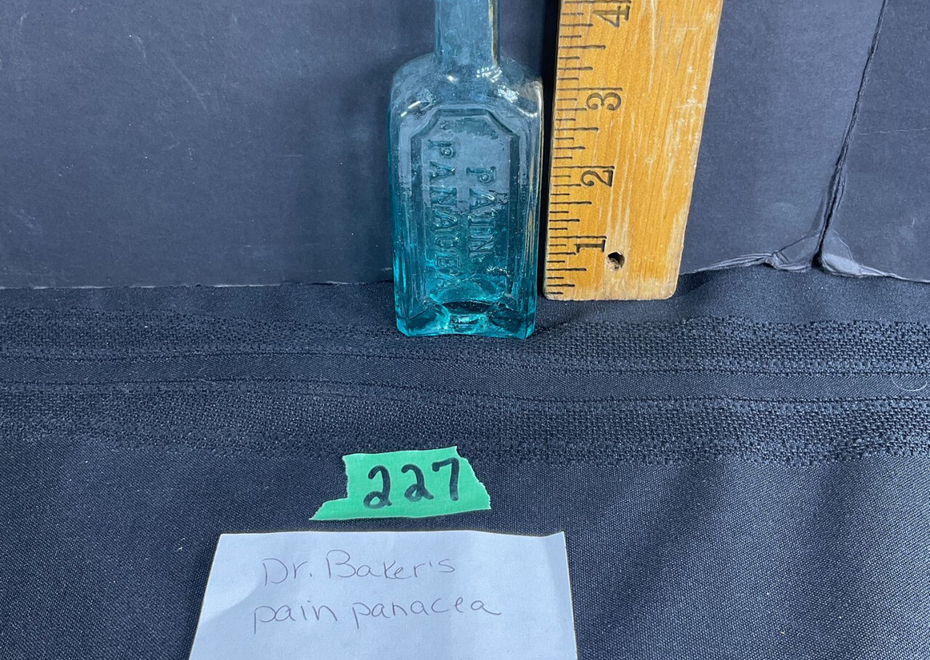 PAIN
PANACEA
4
3
2
1
227
Dr. Baker's
pain panacea